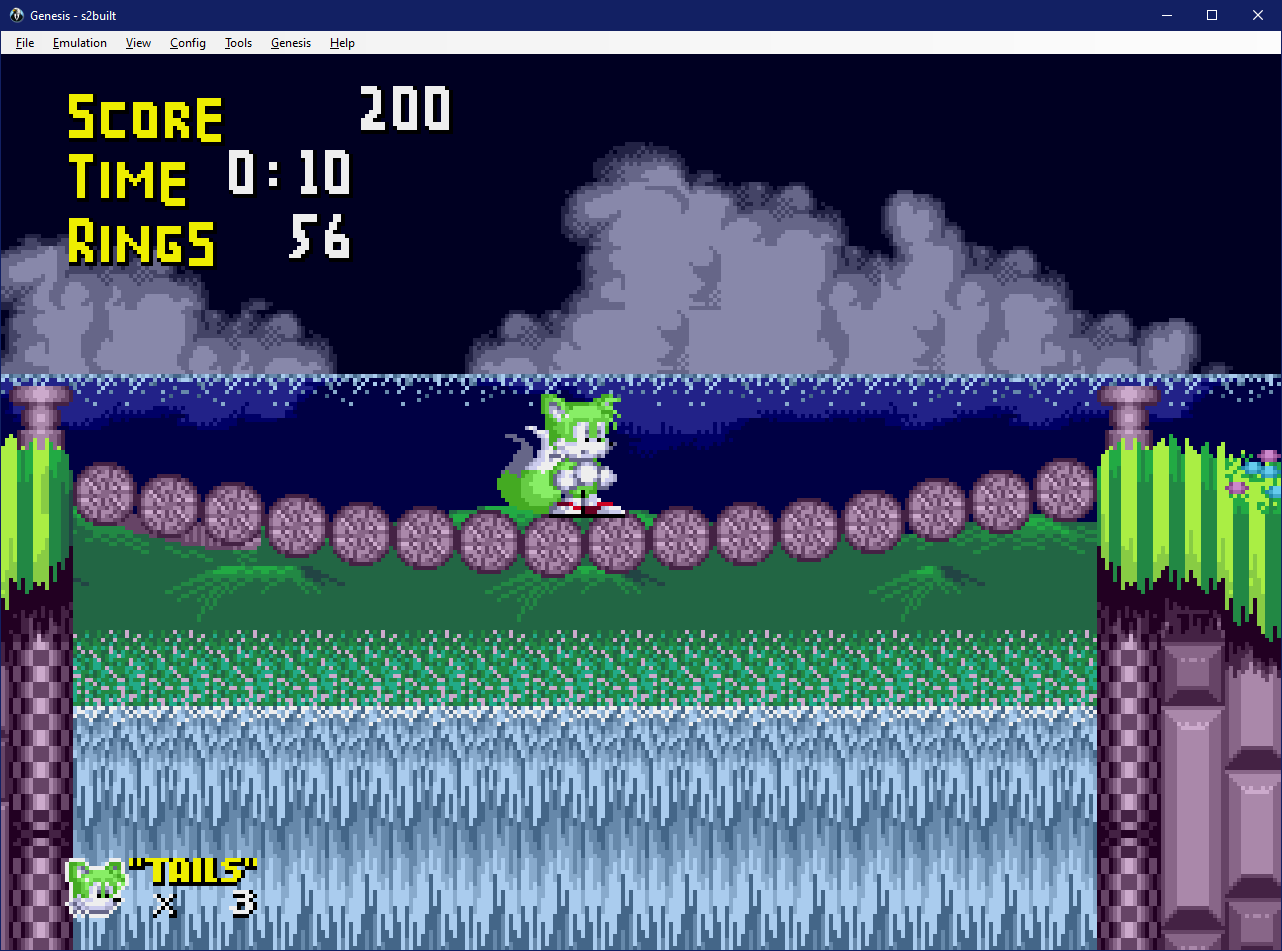 Genesis - s2built
File Emulation View Config Tools Genesis Help
SCORE 200
TIME 0:10
RINGS 56
"TAILS"
x 3